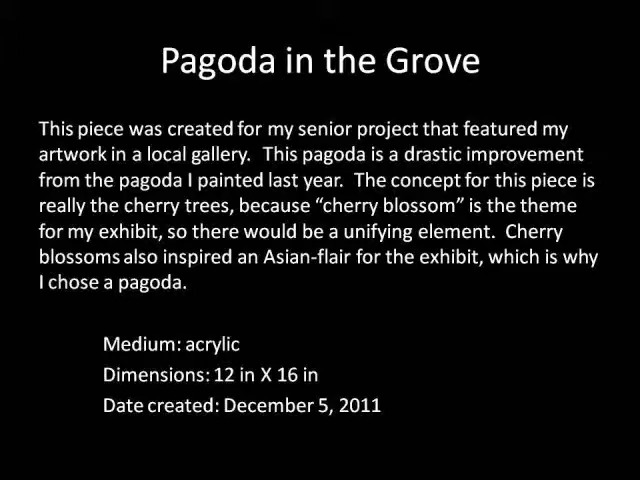 Pagoda in the Grove
This piece was created for my senior project that featured my
artwork in a local gallery.  This pagoda is a drastic improvement
from the pagoda I painted last year.  The concept for this piece is
really the cherry trees, because “cherry blossom” is the theme
for my exhibit, so there would be a unifying element.  Cherry
blossoms also inspired an Asian-flair for the exhibit, which is why
I chose a pagoda.
Medium: acrylic
Dimensions: 12 in X 16 in
Date created: December 5, 2011